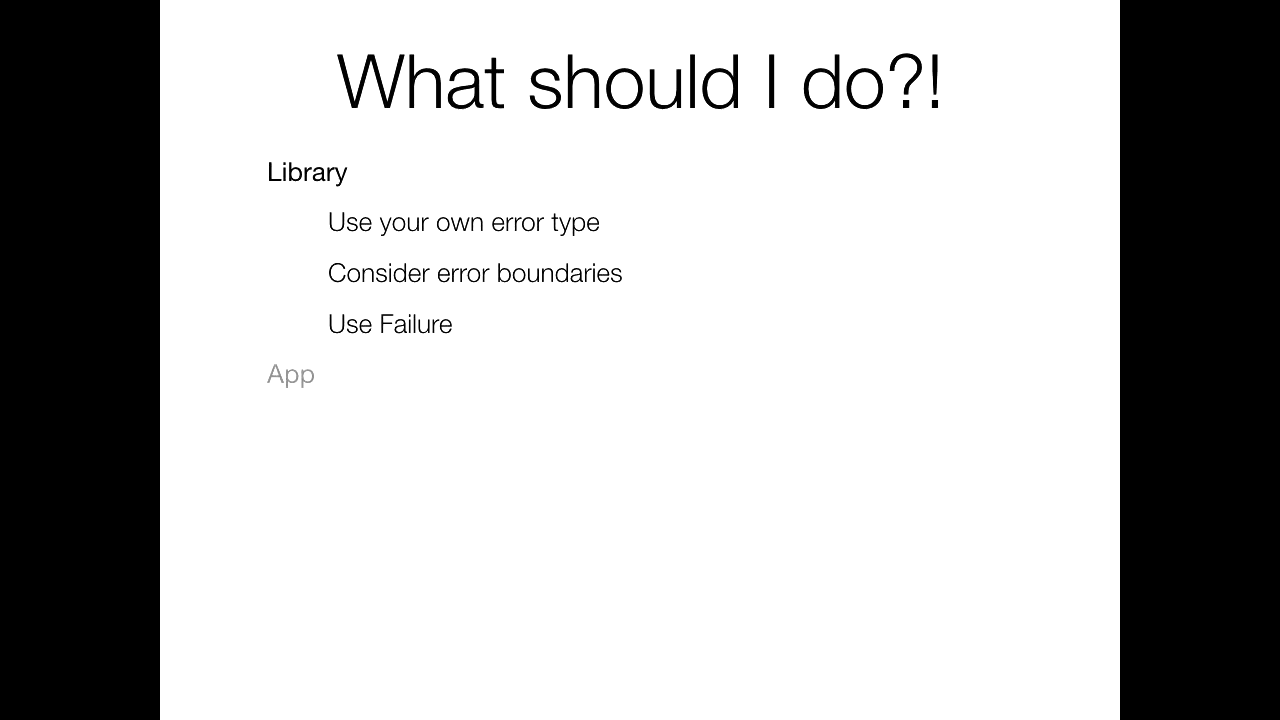 What should I do?!
Library
Use your own error type
Consider error boundaries
Use Failure
App